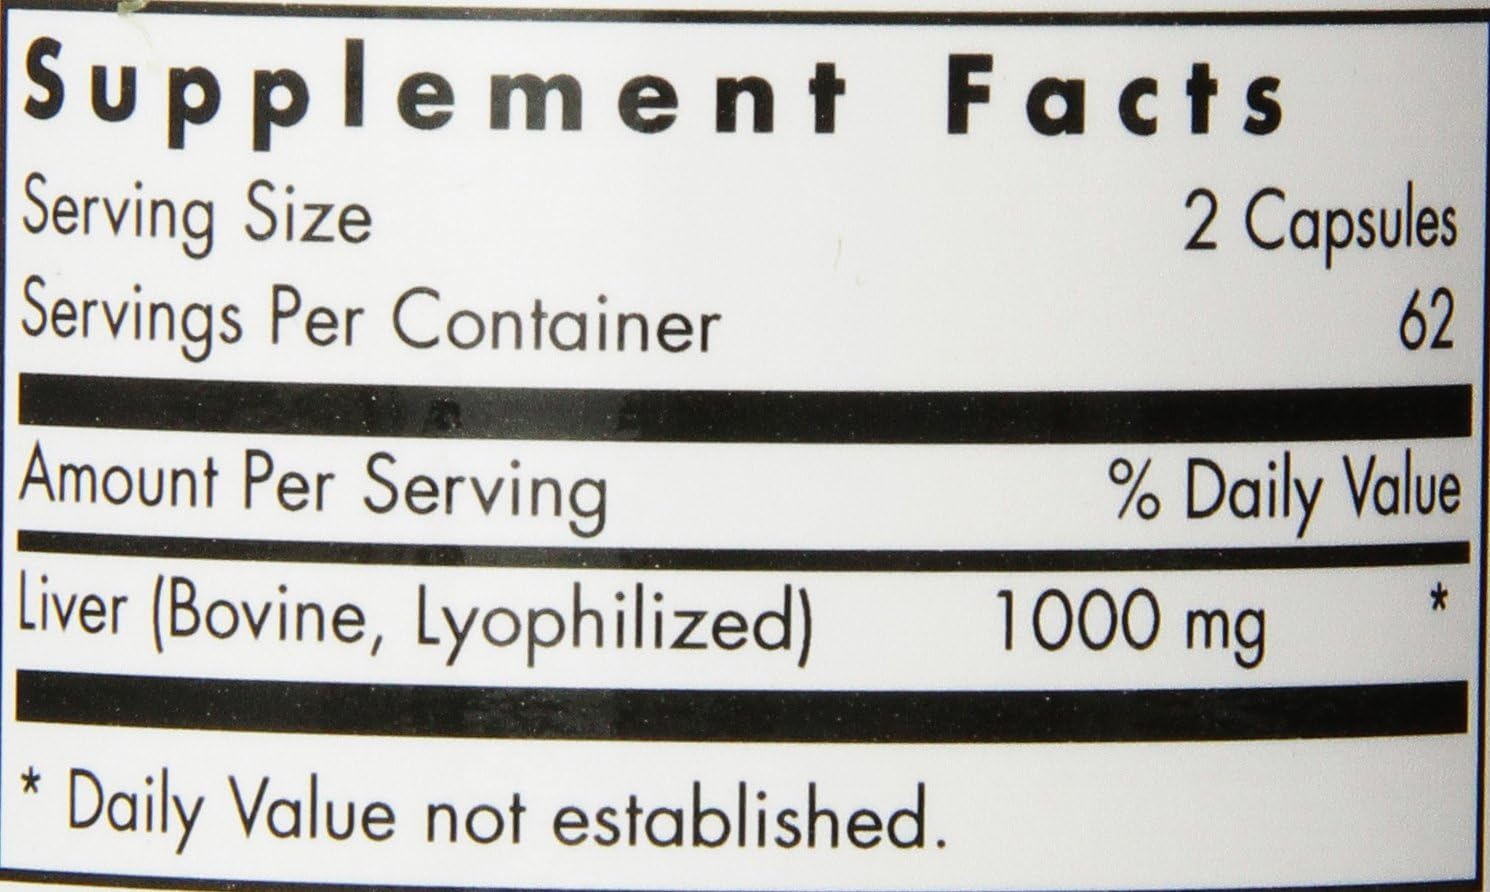 Supplement Facts
Serving Size 2 Capsules
Servings Per Container 62
Amount Per Serving % Daily Value
Liver (Bovine, Lyophilized) 1000 mg *
* Daily Value not established.